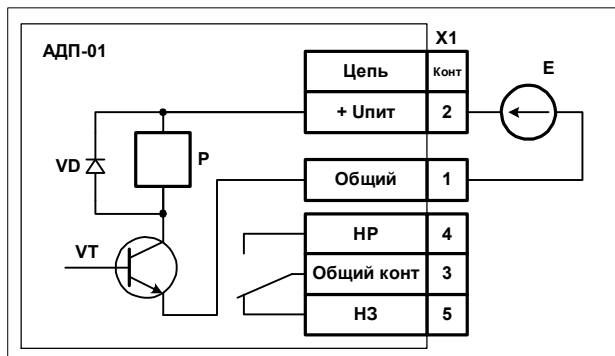 АДП-01
X1
Цепь Конт
E
+ Uпит 2
VD
P
Общий 1
VT
НР 4
Общий конт 3
НЗ 5